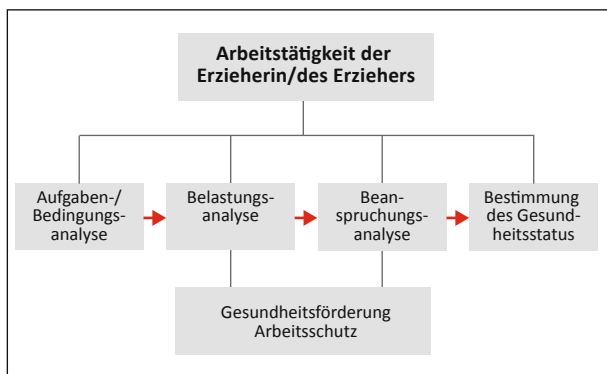 Arbeitstätigkeit der
Erzieherin/des Erziehers
Aufgaben-/
Bedingungs-
analyse
Belastungs-
analyse
Bean-
spruchungs-
analyse
Bestimmung
des Gesund-
heitsstatus
Gesundheitsförderung
Arbeitsschutz